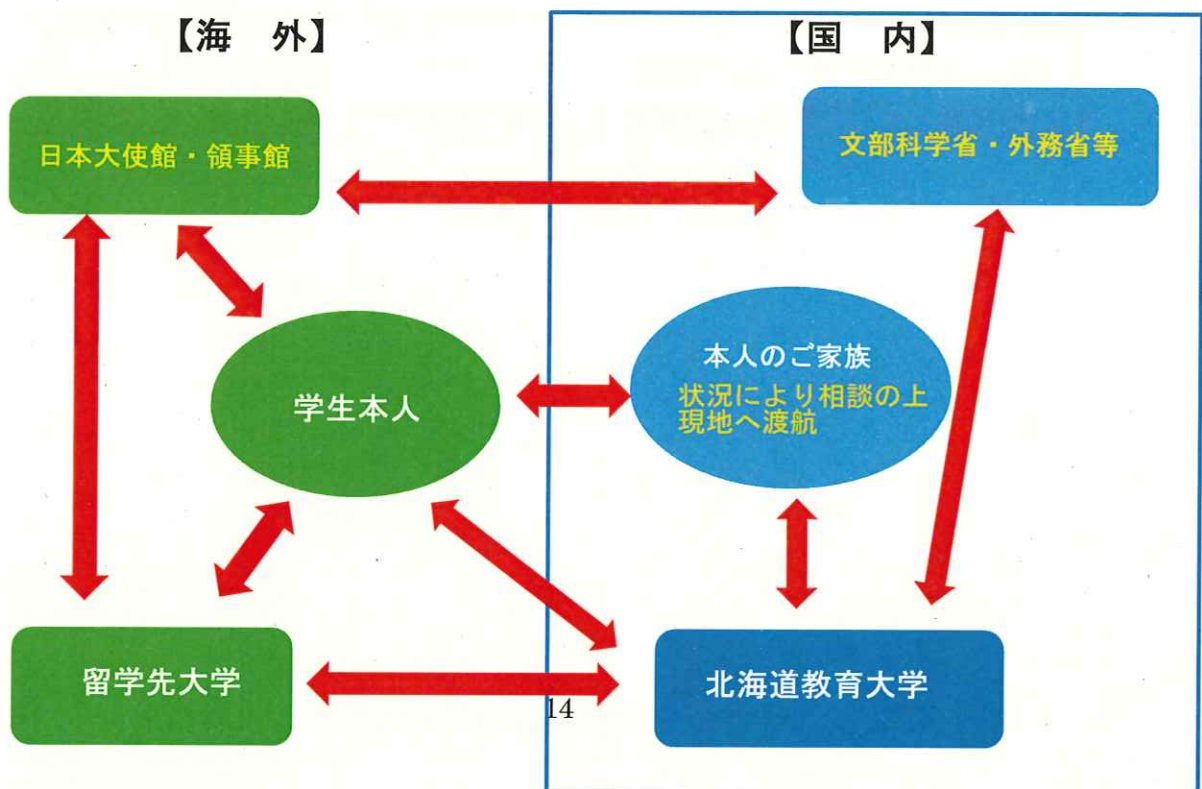 【海　外】
【国　内】
日本大使館・領事館
文部科学省・外務省等
学生本人
本人のご家族
状況により相談の上
現地へ渡航
留学先大学
北海道教育大学
14